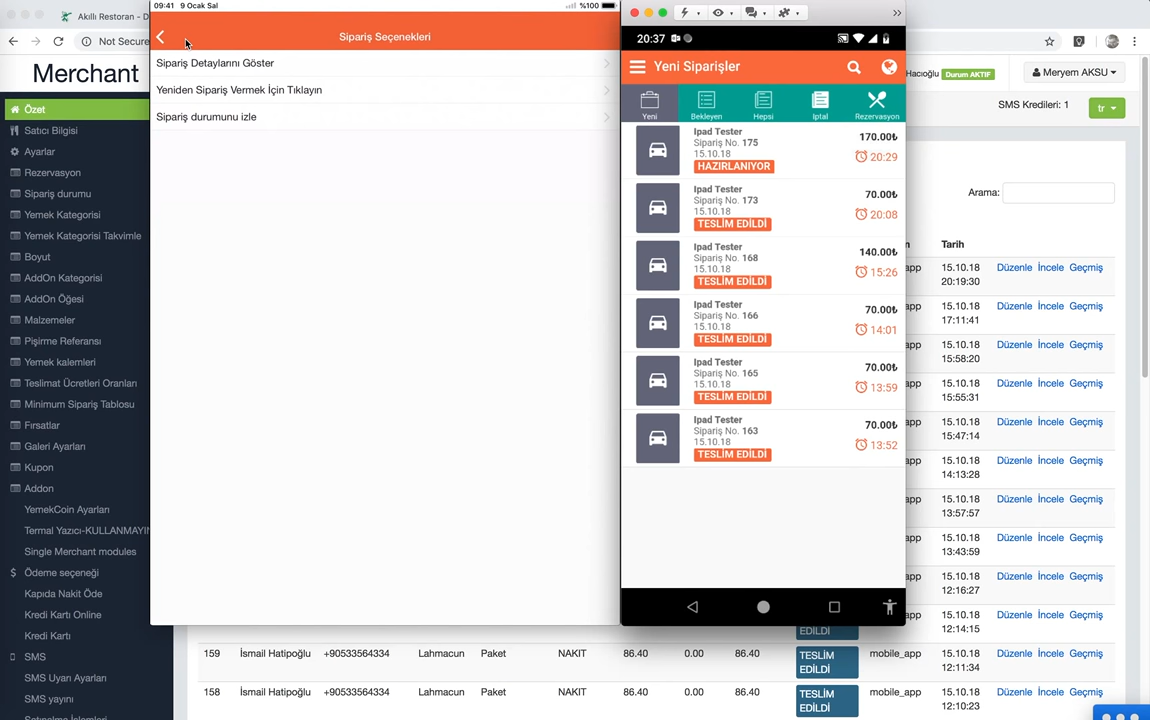 Akıllı Restoran - D
Not Secure
Merchant
Özet
Satıcı Bilgisi
Ayarlar
Rezervasyon
Sipariş durumu
Yemek Kategorisi
Yemek Kategorisi Takvimle
Boyut
AddOn Kategorisi
AddOn Öğesi
Malzemeler
Pişirme Referansı
Yemek kalemleri
Teslimat Ücretleri Oranları
Minimum Sipariş Tablosu
Fırsatlar
Galeri Ayarları
Kupon
Addon
YemekCoin Ayarları
Termal Yazıcı-KULLANMAYIN
Single Merchant modules
$ Ödeme seçeneği
Kapıda Nakit Öde
Kredi Kartı Online
Kredi Kartı
SMS
SMS Uyarı Ayarları
SMS yayını
09:41 9 Ocak Sal
%100
Sipariş Seçenekleri
Sipariş Detaylarını Göster
Yeniden Sipariş Vermek İçin Tıklayın
Sipariş durumunu izle
20:37
Yeni Siparişler
Yeni Bekleyen Hepsi Iptal Rezervasyon
Ipad Tester
170.00₺
Sipariş No. 175
15.10.18
20:29
HAZIRLANIYOR
Ipad Tester
70.00₺
Sipariş No. 173
15.10.18
20:08
TESLİM EDİLDİ
Ipad Tester
140.00₺
Sipariş No. 168
15.10.18
15:26
TESLİM EDİLDİ
Ipad Tester
70.00₺
Sipariş No. 166
15.10.18
14:01
TESLİM EDİLDİ
Ipad Tester
70.00₺
Sipariş No. 165
15.10.18
13:59
TESLİM EDİLDİ
Ipad Tester
70.00₺
Sipariş No. 163
15.10.18
13:52
TESLİM EDİLDİ
Hacıoğlu Durum AKTIF
Meryem AKSU
SMS Kredileri: 1
tr
Arama:
n Tarih
app 15.10.18 Düzenle İncele Geçmiş
20:19:30
app 15.10.18 Düzenle İncele Geçmiş
17:11:41
app 15.10.18 Düzenle İncele Geçmiş
15:58:20
app 15.10.18 Düzenle İncele Geçmiş
15:55:31
app 15.10.18 Düzenle İncele Geçmiş
15:47:14
app 15.10.18 Düzenle İncele Geçmiş
14:13:28
app 15.10.18 Düzenle İncele Geçmiş
13:57:57
app 15.10.18 Düzenle İncele Geçmiş
13:43:59
app 15.10.18 Düzenle İncele Geçmiş
12:16:27
app 15.10.18 Düzenle İncele Geçmiş
12:14:15
EDİLDİ
159 İsmail Hatipoğlu +90533564334 Lahmacun Paket NAKIT 86.40 0.00 86.40 TESLİM EDİLDİ mobile_app 15.10.18 Düzenle İncele Geçmiş
12:11:34
158 İsmail Hatipoğlu +90533564334 Lahmacun Paket NAKIT 86.40 0.00 86.40 TESLİM EDİLDİ mobile_app 15.10.18 Düzenle İncele Geçmiş
12:10:23